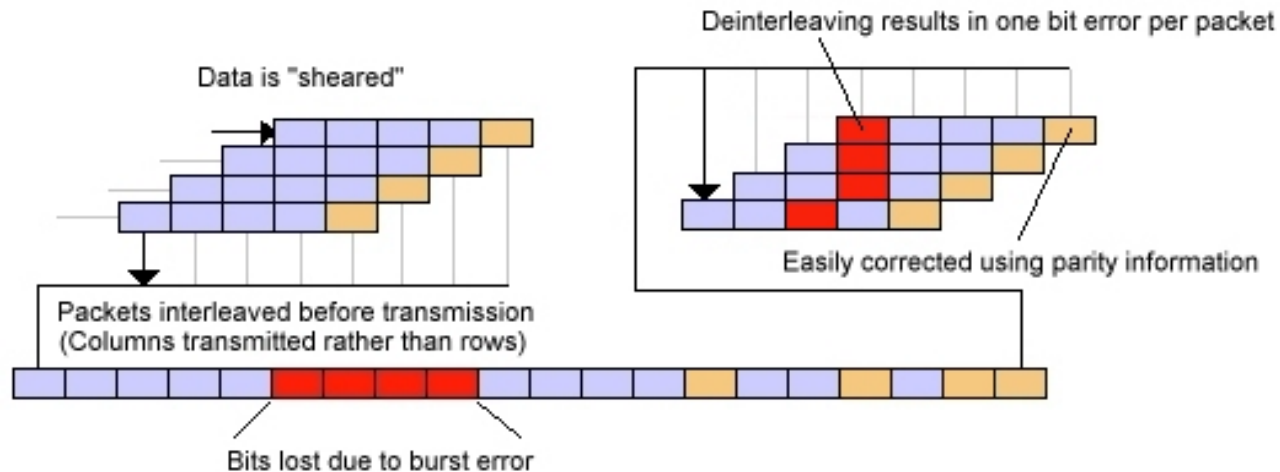 Deinterleaving results in one bit error per packet
Data is "sheared"
Easily corrected using parity information
Packets interleaved before transmission
(Columns transmitted rather than rows)
Bits lost due to burst error